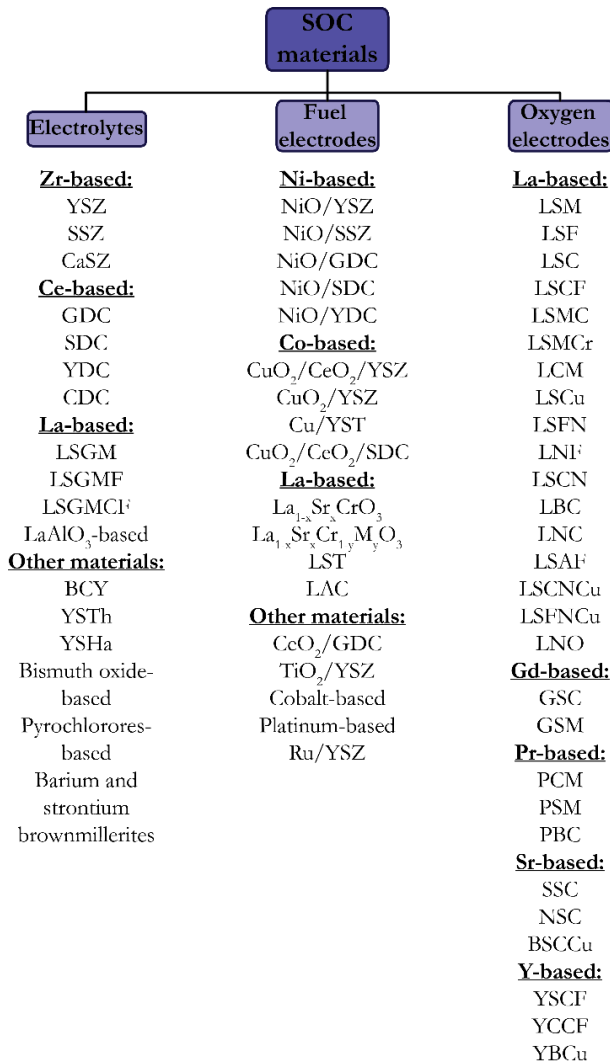 SOC
materials
Electrolytes
Zr-based:
YSZ
SSZ
CaSZ
Ce-based:
GDC
SDC
YDC
CDC
La-based:
LSGM
LSGMF
LSGMCF
LaAlO₃-based
Other materials:
BCY
YSTh
YSHa
Bismuth oxide-
based
Pyrochlorores-
based
Barium and
strontium
brownmillerites
Fuel
electrodes
Ni-based:
NiO/YSZ
NiO/SSZ
NiO/GDC
NiO/SDC
NiO/YDC
Co-based:
CuO₂/CeO₂/YSZ
CuO₂/YSZ
Cu/YST
CuO₂/CeO₂/SDC
La-based:
La₁₋ₓSrₓCrO₃
La₁₋ₓSrₓCr₁₋yMyO₃
LST
LAC
Other materials:
CeO₂/GDC
TiO₂/YSZ
Cobalt-based
Platinum-based
Ru/YSZ
Oxygen
electrodes
La-based:
LSM
LSF
LSC
LSCF
LSMC
LSMCr
LCM
LSCu
LSFN
LNF
LSCN
LBC
LNC
LSAF
LSCNCu
LSFNCu
LNO
Gd-based:
GSC
GSM
Pr-based:
PCM
PSM
PBC
Sr-based:
SSC
NSC
BSCCu
Y-based:
YSCF
YCCF
YBCu